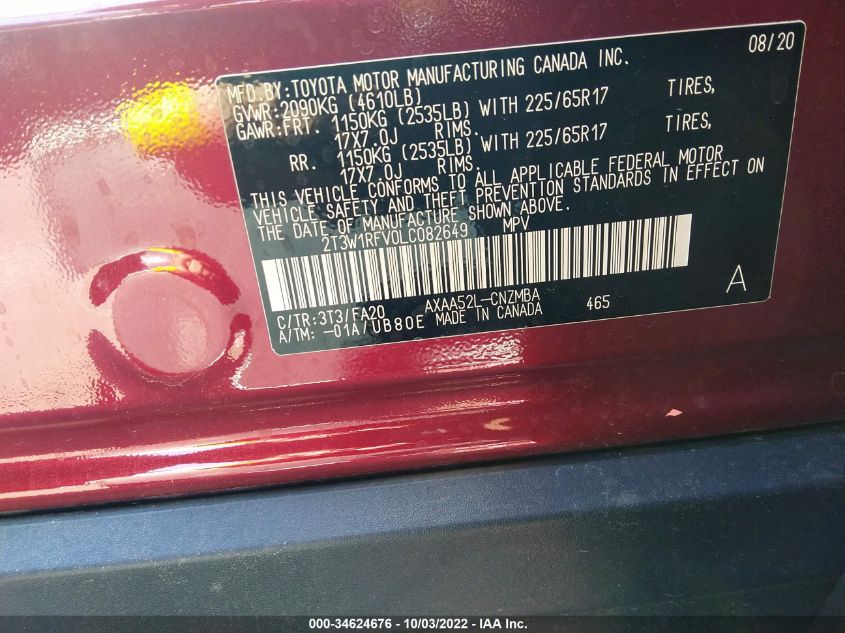 08/20
MFD.BY:TOYOTA MOTOR MANUFACTURING CANADA INC.
GVWR:2090KG (4610LB)
GAWR:FRT. 1150KG (2535LB) WITH 225/65R17 TIRES,
17X7.0J RIMS.
RR. 1150KG (2535LB) WITH 225/65R17 TIRES,
17X7.0J RIMS.
THIS VEHICLE CONFORMS TO ALL APPLICABLE FEDERAL MOTOR
VEHICLE SAFETY AND THEFT PREVENTION STANDARDS IN EFFECT ON
THE DATE OF MANUFACTURE SHOWN ABOVE.
2T3W1RFV0LC082649 MPV
C/TR:3T3/FA20 AXAA52L-CNZMBA 465 A
A/TM: -01A/UB80E MADE IN CANADA
000-34624676 - 10/03/2022 - IAA Inc.